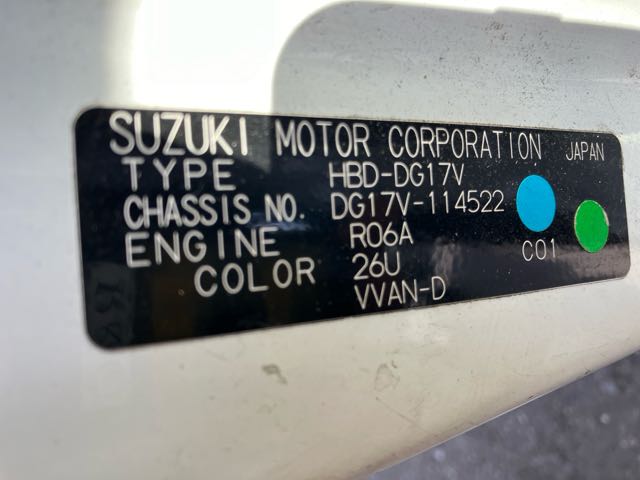 SUZUKI MOTOR CORPORATION JAPAN
TYPE HBD-DG17V
CHASSIS NO. DG17V-114522
ENGINE R06A C01
COLOR 26U
VVAN-D